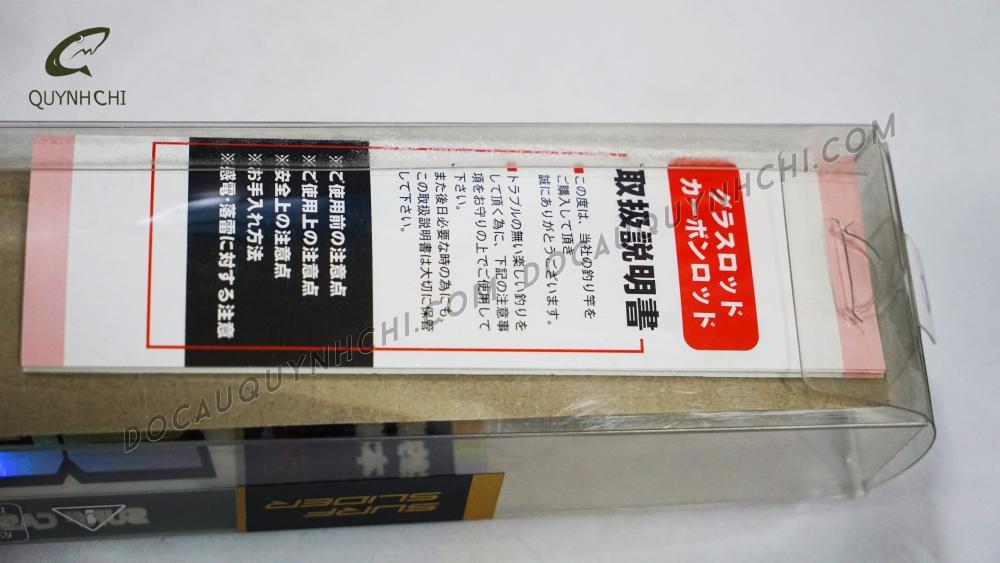 QUYNH CHI
グラスロッド
カーボンロッド
取扱説明書
この度は、当社の釣り竿を
ご購入して頂き
誠にありがとうございます。
トラブルの無い楽しい釣りを
して頂く為に、下記の注意事
項をお守りの上でご使用して
下さい。
また後日必要な時の為にも
この取扱説明書は大切に保管
して下さい。
※ご使用前の注意点
※ご使用上の注意点
※安全上の注意点
※お手入れ方法
※感電・落雷に対する注意
DOCAUQUYNHCHI.COM
DOCAUQUYNHCHI.COM
SURF
SLIDER